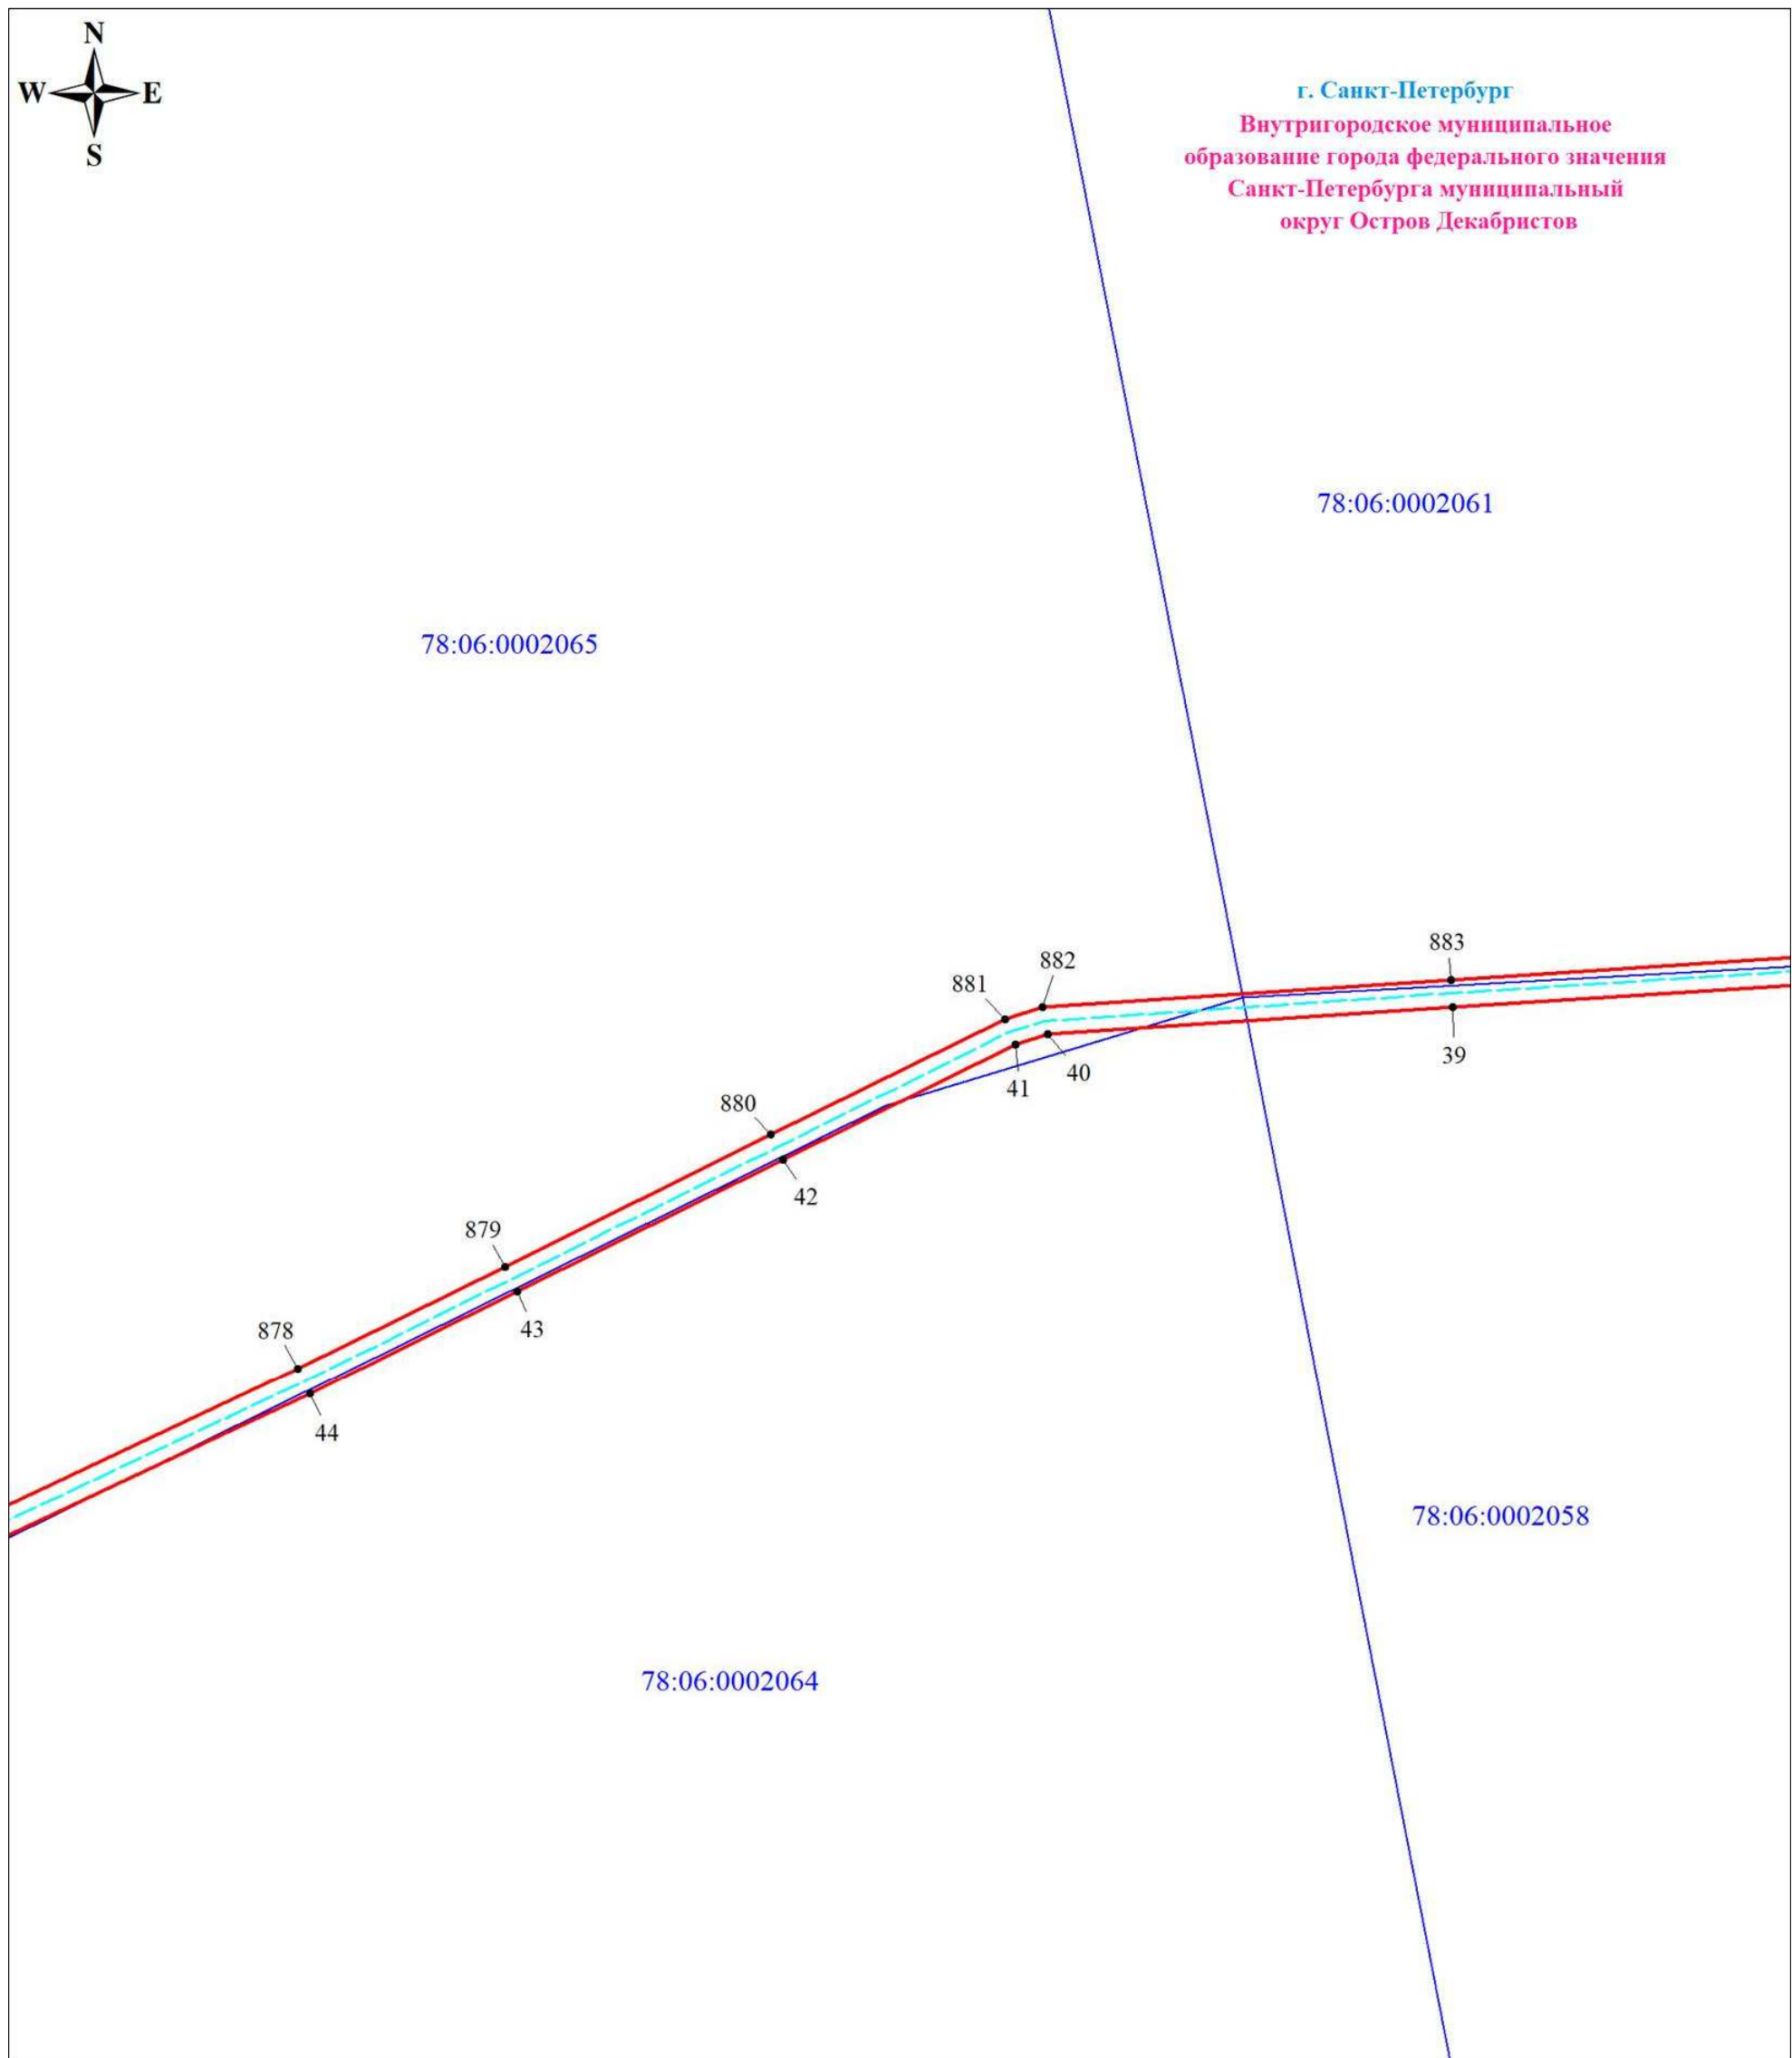 N
W
E
S
г. Санкт-Петербург
Внутригородское муниципальное
образование города федерального значения
Санкт-Петербурга муниципальный
округ Остров Декабристов
78:06:0002061
78:06:0002065
883
882
881
39
40
41
880
42
879
43
878
44
78:06:0002058
78:06:0002064